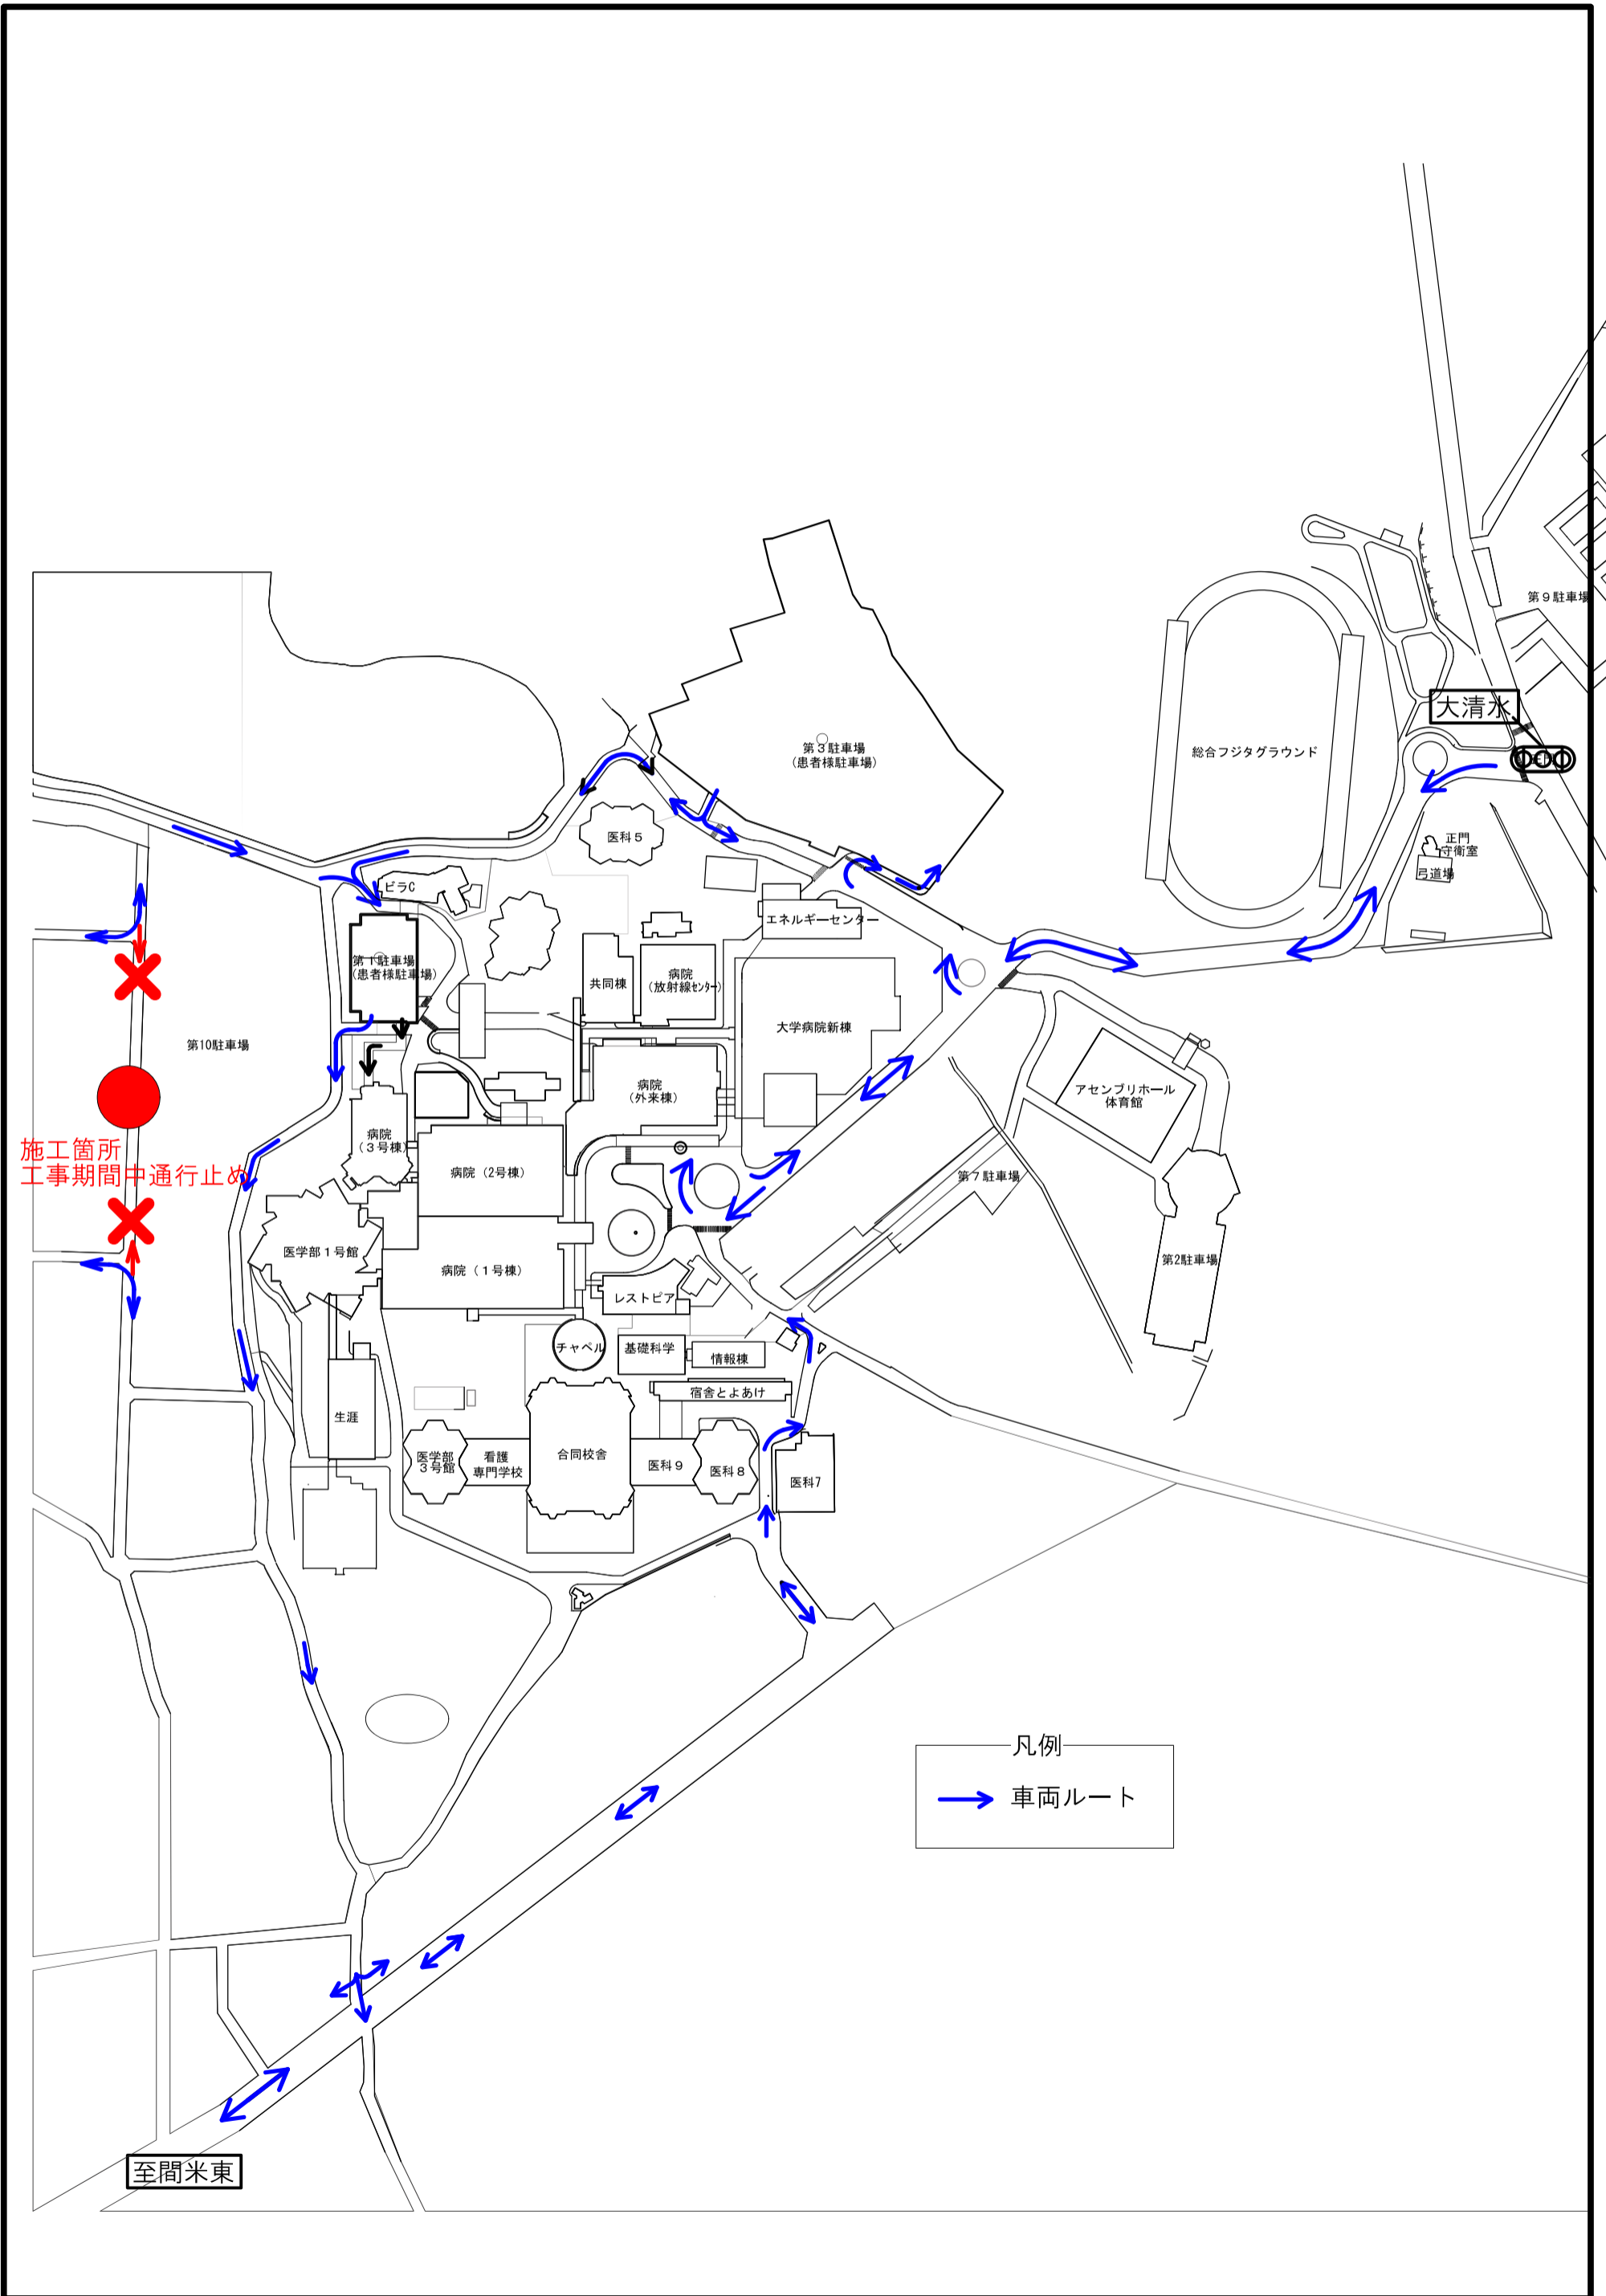 第９駐車場
大清水
総合フジタグラウンド
第３駐車場
（患者様駐車場）
正門
守衛室
弓道場
医科５
ビラC
エネルギーセンター
第１駐車場
（患者様駐車場）
共同棟
病院
（放射線センター）
大学病院新棟
第10駐車場
病院
（外来棟）
アセンブリホール
体育館
施工箇所
工事期間中通行止め
病院
（３号棟）
病院（2号棟）
第７駐車場
医学部１号館
病院（１号棟）
第2駐車場
レストピア
チャペル
基礎科学
情報棟
宿舎とよあけ
生涯
医学部
３号館
看護
専門学校
合同校舎
医科９
医科８
医科7
凡例
車両ルート
至間米東